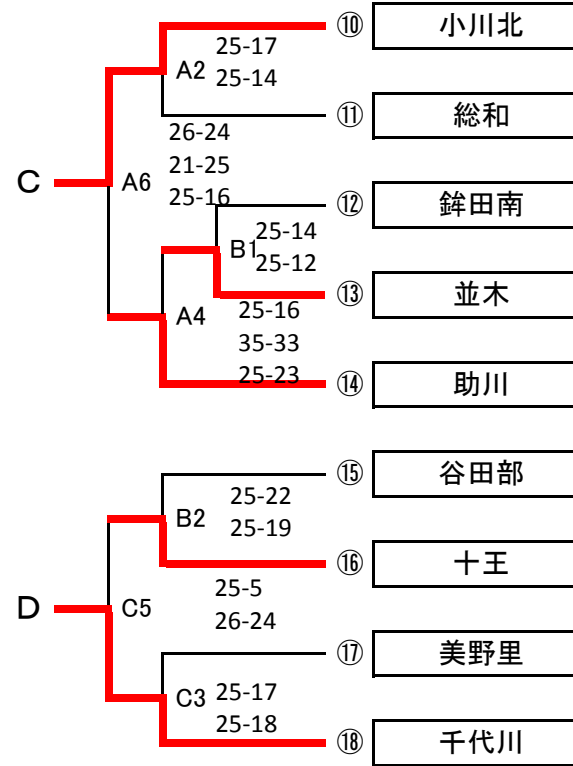 ⑩ 小川北
A2 25-17
25-14
⑪ 総和
26-24
C A6 21-25
25-16
⑫ 鉾田南
B1 25-14
25-12
⑬ 並木
A4 25-16
35-33
25-23
⑭ 助川
⑮ 谷田部
B2 25-22
25-19
⑯ 十王
D C5 25-5
26-24
⑰ 美野里
C3 25-17
25-18
⑱ 千代川